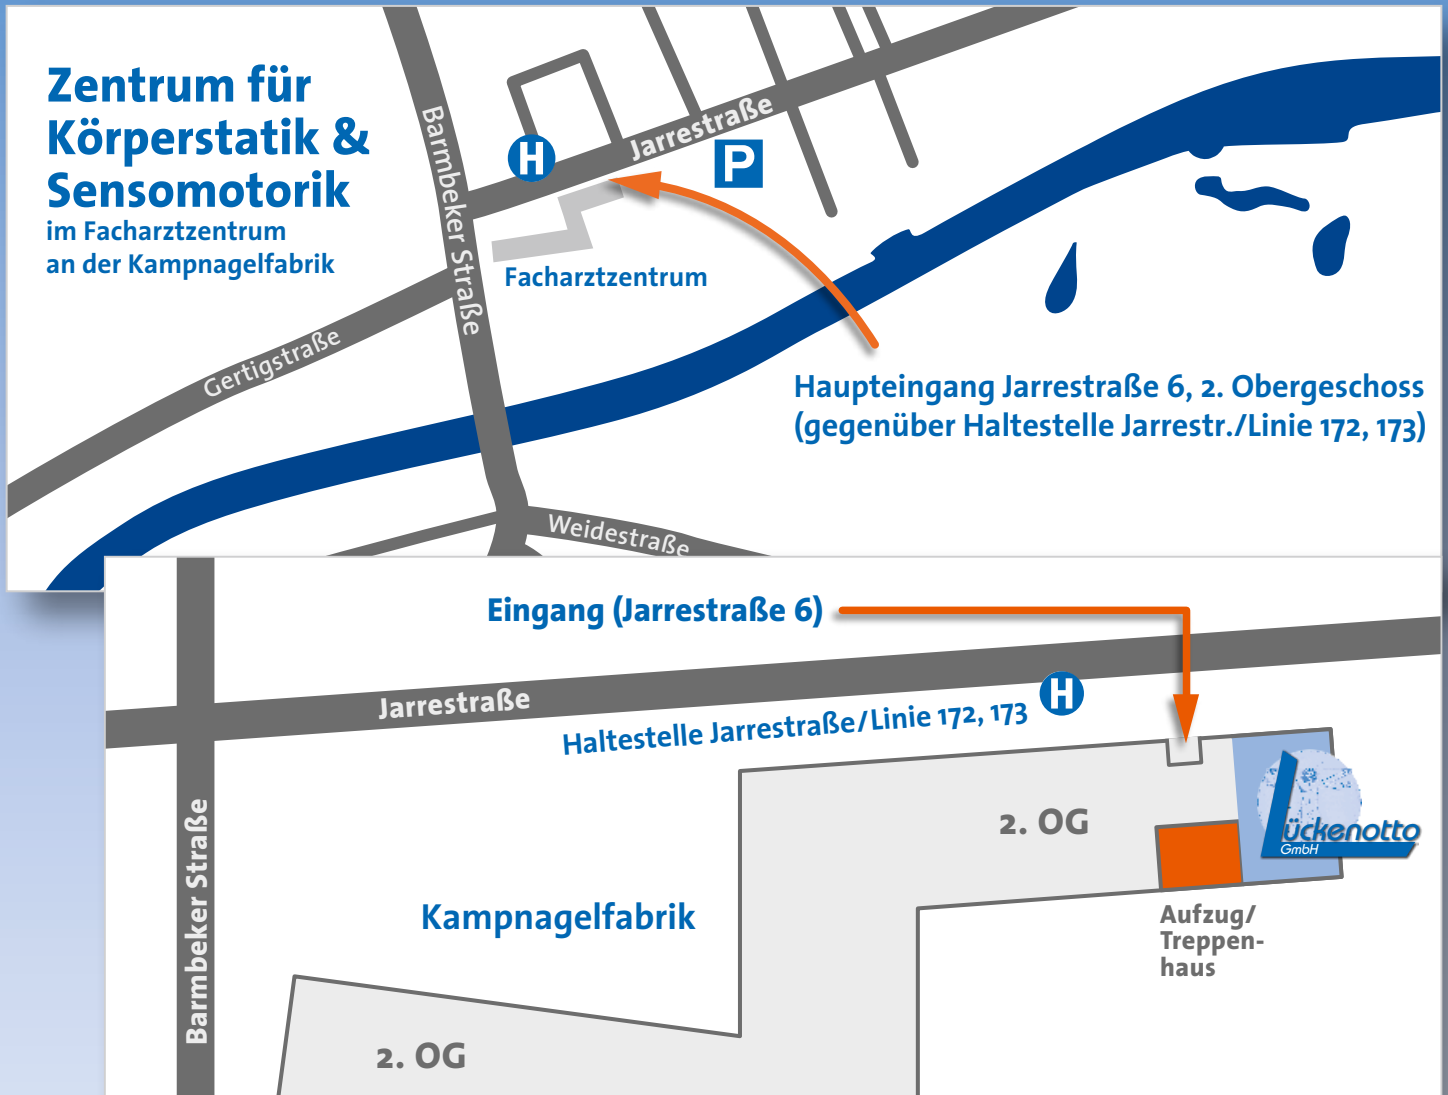 Zentrum für
Körperstatik &
Sensomotorik
im Facharztzentrum
an der Kampnagelfabrik
Barmbeker Straße
H
Jarrestraße
P
Facharztzentrum
Gertigstraße
Haupteingang Jarrestraße 6, 2. Obergeschoss
(gegenüber Haltestelle Jarrestr./Linie 172, 173)
Weidestraße
Eingang (Jarrestraße 6)
Jarrestraße
Haltestelle Jarrestraße/Linie 172, 173
H
2. OG
Lückenotto
GmbH
Barmbeker Straße
Kampnagelfabrik
Aufzug/
Treppen-
haus
2. OG